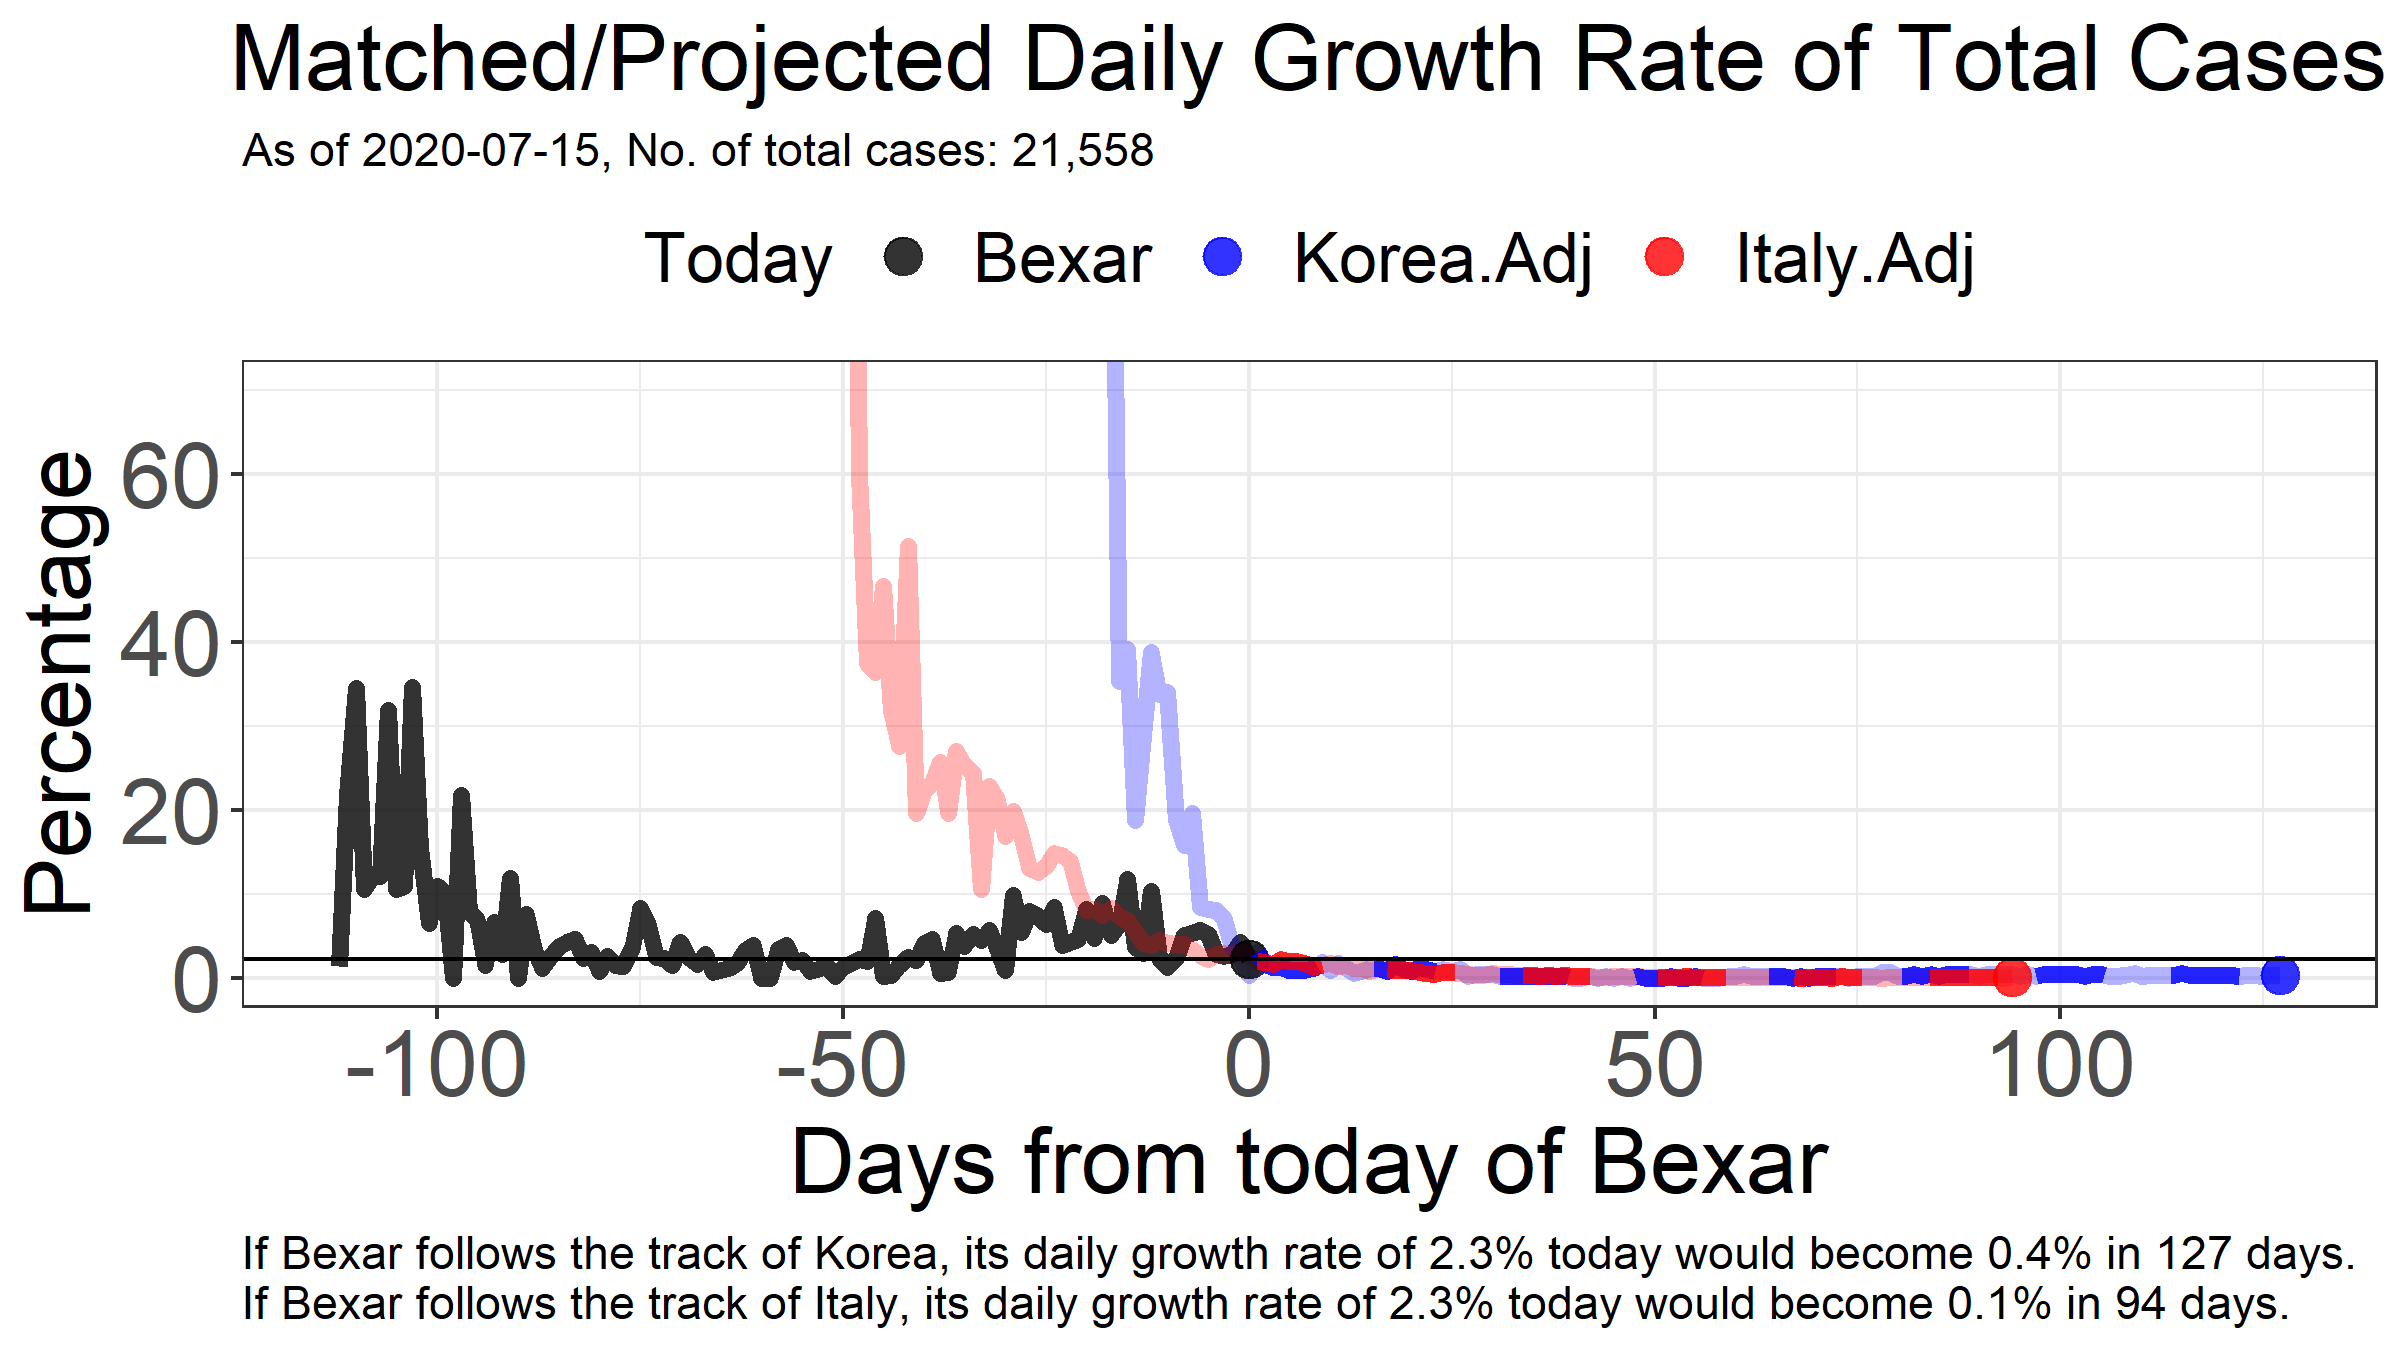 Matched/Projected Daily Growth Rate of Total Cases
As of 2020-07-15, No. of total cases: 21,558
Today Bexar Korea.Adj Italy.Adj
Percentage
60
40
20
0
-100 -50 0 50 100
Days from today of Bexar
If Bexar follows the track of Korea, its daily growth rate of 2.3% today would become 0.4% in 127 days.
If Bexar follows the track of Italy, its daily growth rate of 2.3% today would become 0.1% in 94 days.